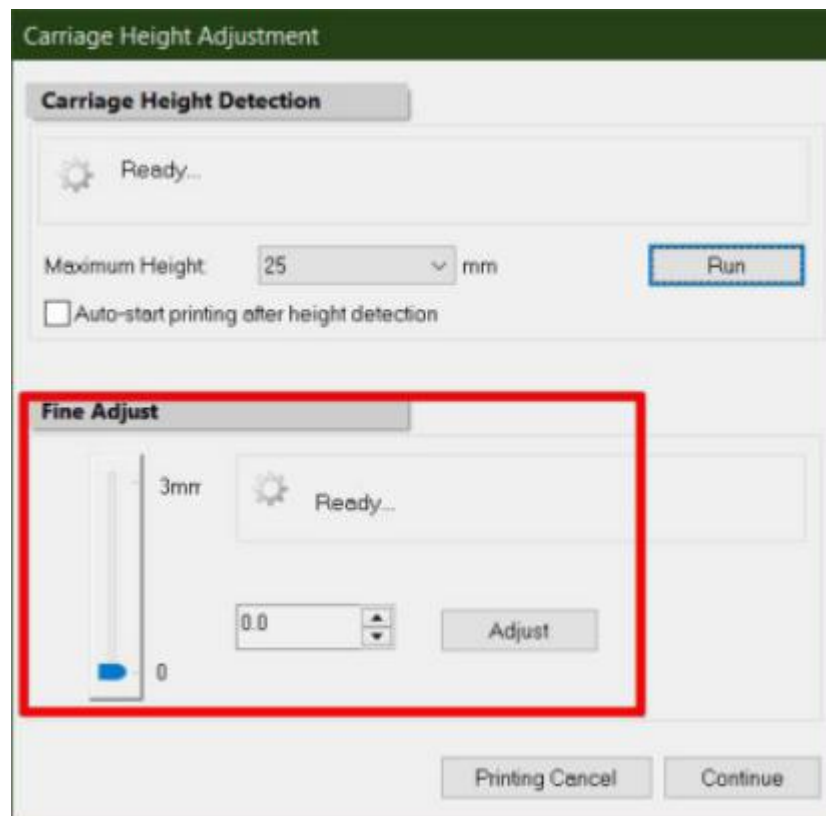 Carriage Height Adjustment
Carriage Height Detection
Ready...
Maximum Height: 25 mm Run
Auto-start printing after height detection
Fine Adjust
3mm
Ready...
0.0 Adjust
0
Printing Cancel Continue